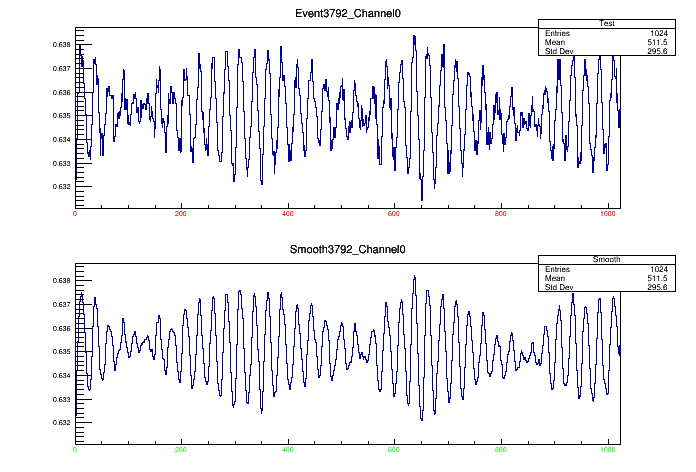 Event3792_Channel0
Test
Entries 1024
Mean 511.5
Std Dev 295.6
0.638
0.637
0.636
0.635
0.634
0.633
0.632
0 200 400 600 800 1000
Smooth3792_Channel0
Smooth
Entries 1024
Mean 511.5
Std Dev 295.6
0.638
0.637
0.636
0.635
0.634
0.633
0.632
0 200 400 600 800 1000